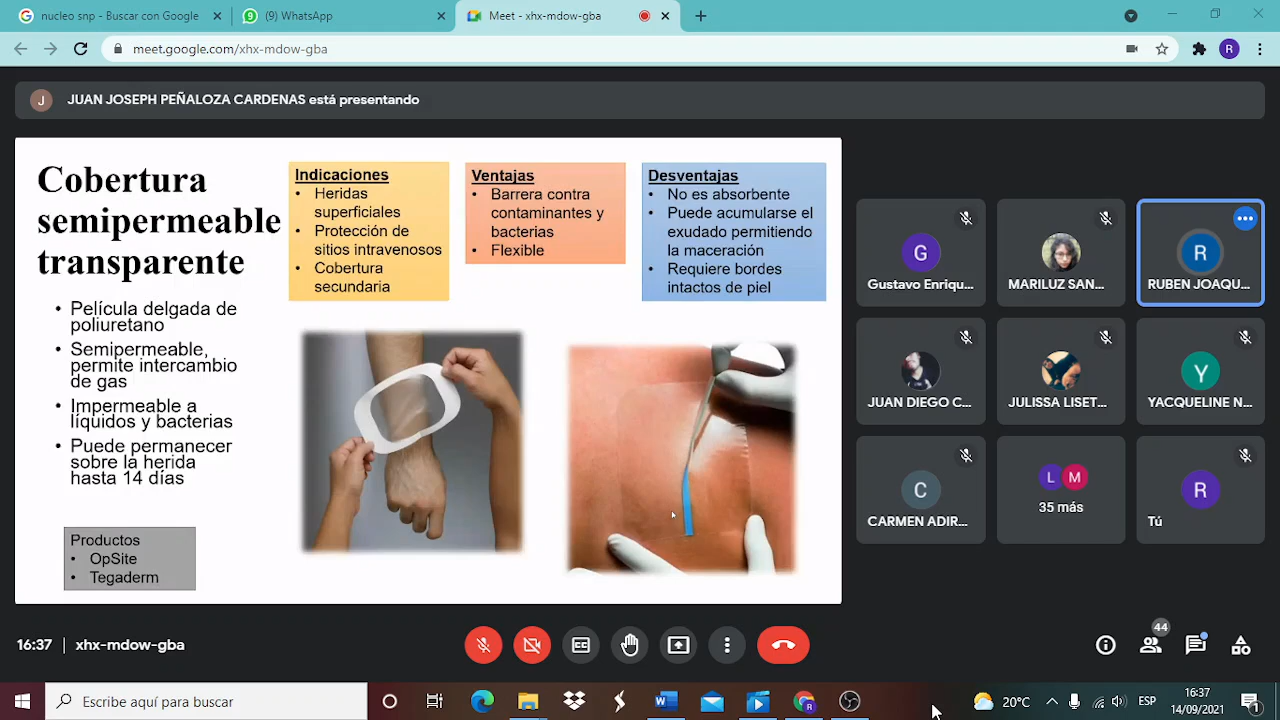 nucleo snp - Buscar con Google
(9) WhatsApp
Meet - xhx-mdow-gba
meet.google.com/xhx-mdow-gba
R
J
JUAN JOSEPH PEÑALOZA CARDENAS está presentando
Cobertura
semipermeable
transparente
• Película delgada de
poliuretano
• Semipermeable,
permite intercambio
de gas
• Impermeable a
líquidos y bacterias
• Puede permanecer
sobre la herida
hasta 14 días
Productos
• OpSite
• Tegaderm
Indicaciones
• Heridas
superficiales
• Protección de
sitios intravenosos
• Cobertura
secundaria
Ventajas
• Barrera contra
contaminantes y
bacterias
• Flexible
Desventajas
• No es absorbente
• Puede acumularse el
exudado permitiendo
la maceración
• Requiere bordes
intactos de piel
G
Gustavo Enriqu...
MARILUZ SAN...
R
RUBEN JOAQU...
JUAN DIEGO C...
JULISSA LISET...
Y
YACQUELINE N...
C
CARMEN ADIR...
L M
35 más
R
Tú
16:37 | xhx-mdow-gba
44
Escribe aquí para buscar
20°C
ESP
16:37
14/09/2021
1